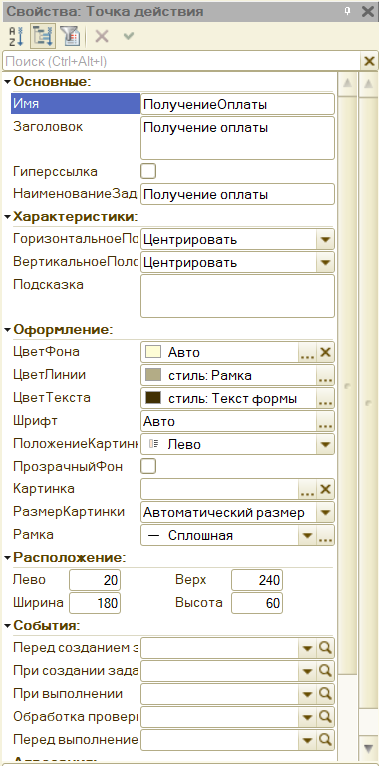 Свойства: Точка действия
Поиск (Ctrl+Alt+I)
Основные:
Имя ПолучениеОплаты
Заголовок Получение оплаты
Гиперссылка
НаименованиеЗад Получение оплаты
Характеристики:
ГоризонтальноеПо Центрировать
ВертикальноеПоло Центрировать
Подсказка
Оформление:
ЦветФона Авто ...
ЦветЛинии стиль: Рамка ...
ЦветТекста стиль: Текст формы ...
Шрифт Авто ...
ПоложениеКартин Лево
ПрозрачныйФон
Картинка ...
РазмерКартинки Автоматический размер
Рамка Сплошная ...
Расположение:
Лево 20 Верх 240
Ширина 180 Высота 60
События:
Перед созданием з
При создании зада
При выполнении
Обработка провер
Перед выполнение